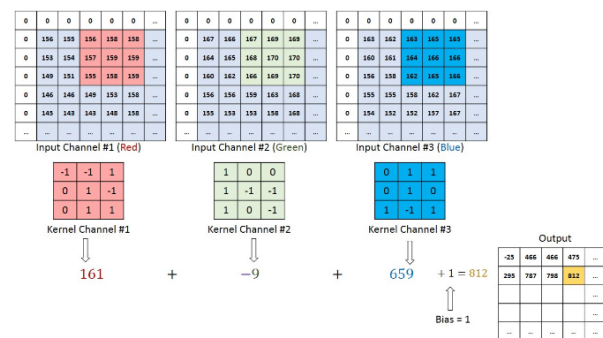 0 0 0 0 0 0 ...
0 156 155 156 158 158 ...
0 153 154 157 159 159 ...
0 149 151 155 158 159 ...
0 146 146 149 153 158 ...
0 145 143 143 148 158 ...
... ... ... ... ... ... ...
Input Channel #1 (Red)
0 0 0 0 0 0 ...
0 167 166 167 169 169 ...
0 164 165 168 170 170 ...
0 160 162 166 169 170 ...
0 156 156 159 163 168 ...
0 155 153 153 158 168 ...
... ... ... ... ... ... ...
Input Channel #2 (Green)
0 0 0 0 0 0 ...
0 163 162 163 165 165 ...
0 160 161 164 166 166 ...
0 156 158 162 165 166 ...
0 155 155 158 162 167 ...
0 154 152 152 157 167 ...
... ... ... ... ... ... ...
Input Channel #3 (Blue)
-1 -1 1
0 1 -1
0 1 1
Kernel Channel #1
1 0 0
1 -1 -1
1 0 -1
Kernel Channel #2
0 1 1
0 1 0
1 -1 1
Kernel Channel #3
161 + −9 + 659 + 1 = 812
Bias = 1
Output
-25 466 466 475 ...
295 787 798 812 ...
...
...
... ... ... ... ...